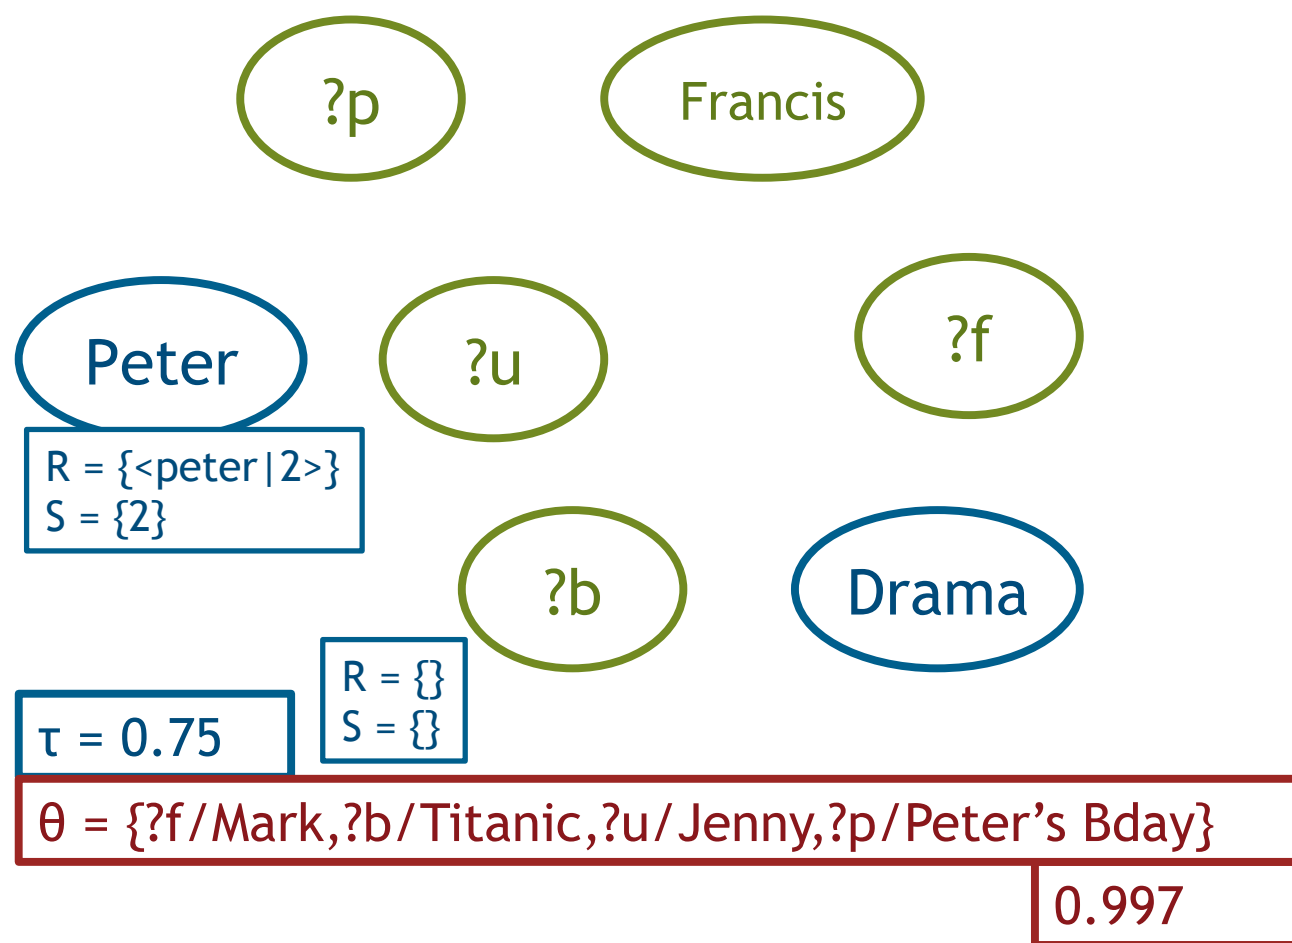 ?p
Francis
Peter
?u
?f
R = {<peter|2>}
S = {2}
?b
Drama
R = {}
S = {}
τ = 0.75
θ = {?f/Mark,?b/Titanic,?u/Jenny,?p/Peter’s Bday}
0.997